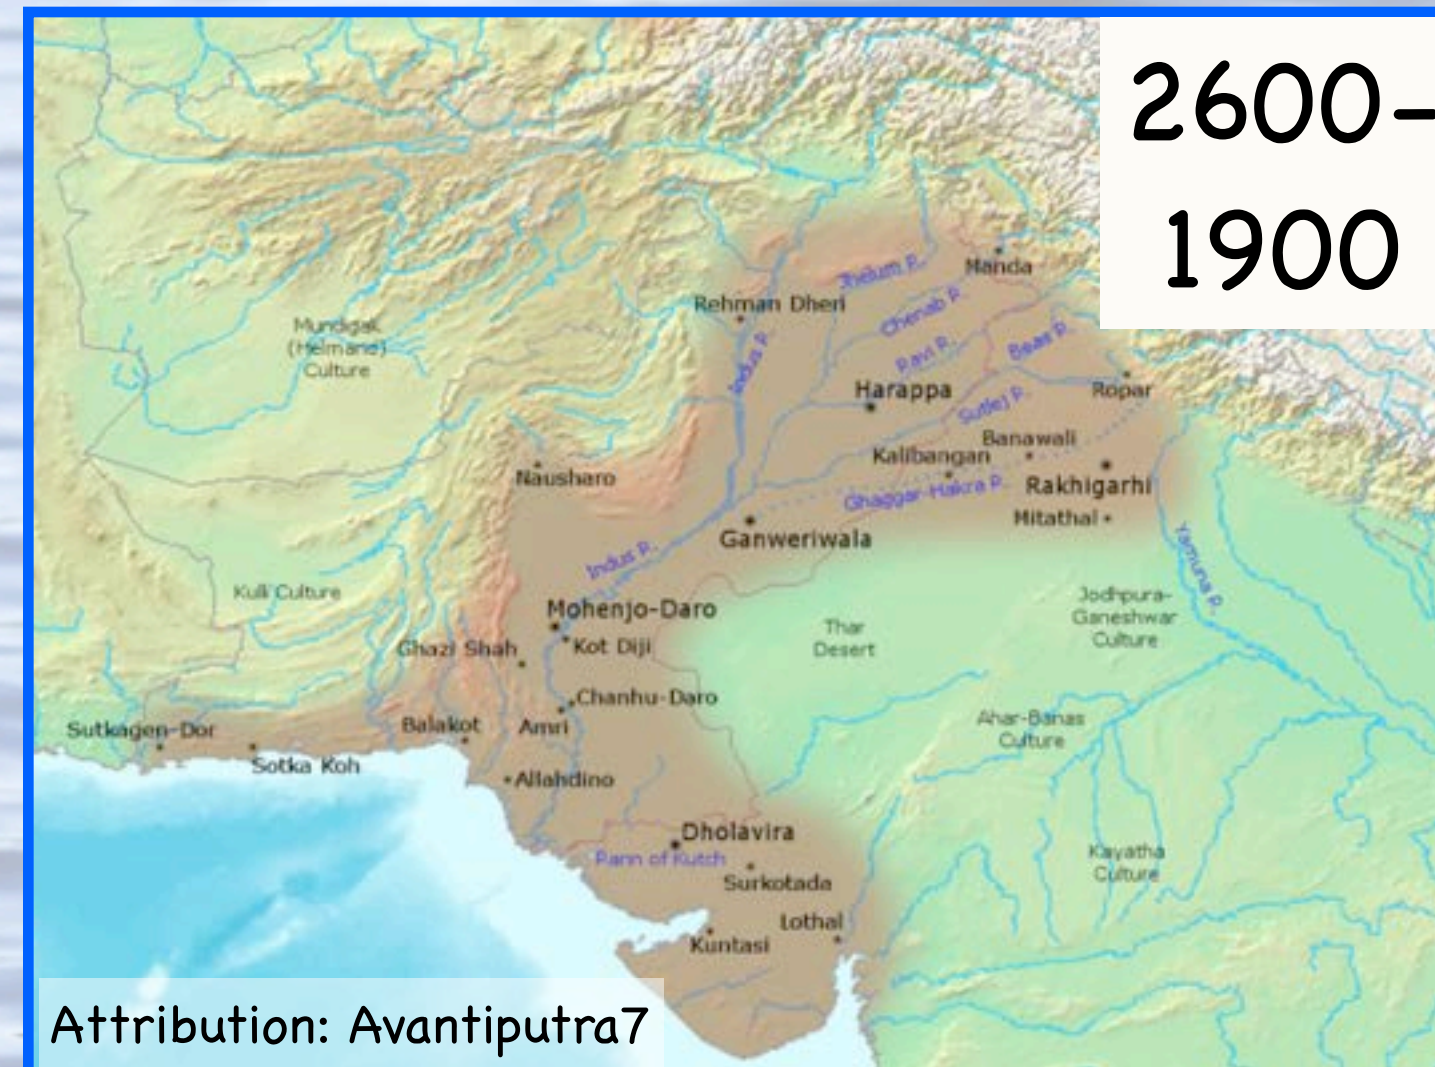 2600-
1900
Manda
Jhelum R.
Rehman Dheri
Chenab R.
Mundigak
(Helmand)
Culture
Indus R.
Ravi R.
Beas R.
Harappa
Ropar
Sutlej R.
Banawali
Kalibangan
Nausharo
Ghaggar-Hakra R.
Rakhigarhi
Mitathal
Ganweriwala
Indus R.
Yamuna R.
Kulli Culture
Mohenjo-Daro
Jodhpura-
Ganeshwar
Culture
Thar
Desert
Ghazi Shah
Kot Diji
Chanhu-Daro
Sutkagen-Dor
Balakot
Amri
Ahar-Banas
Culture
Sotka Koh
Allahdino
Dholavira
Rann of Kutch
Kayatha
Culture
Surkotada
Lothal
Kuntasi
Attribution: Avantiputra7